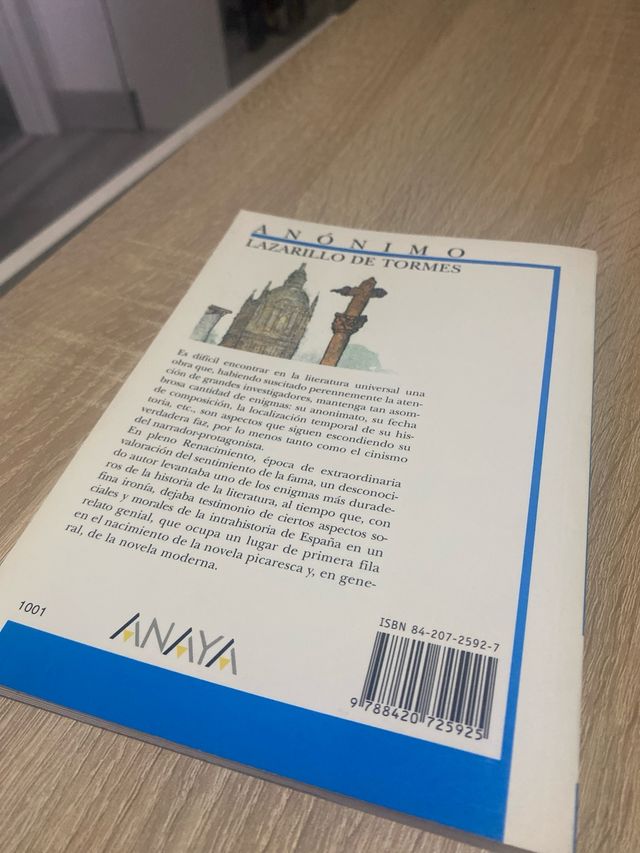 ANÓNIMO
LAZARILLO DE TORMES
Es difícil encontrar en la literatura universal una
obra que, habiendo suscitado perennemente la aten-
ción de grandes investigadores, mantenga tan asom-
brosa cantidad de enigmas: su anonimato, su fecha
de composición, la localización temporal de su his-
toria, etc., son aspectos que siguen escondiendo su
verdadera faz, por lo menos tanto como el cinismo
del narrador-protagonista.
En pleno Renacimiento, época de extraordinaria
valoración del sentimiento de la fama, un desconoci-
do autor levantaba uno de los enigmas más durade-
ros de la historia de la literatura, al tiempo que, con
fina ironía, dejaba testimonio de ciertos aspectos so-
ciales y morales de la intrahistoria de España en un
relato genial, que ocupa un lugar de primera fila
en el nacimiento de la novela picaresca y, en gene-
ral, de la novela moderna.
1001
ANAYA
ISBN 84-207-2592-7
9 788420 725925